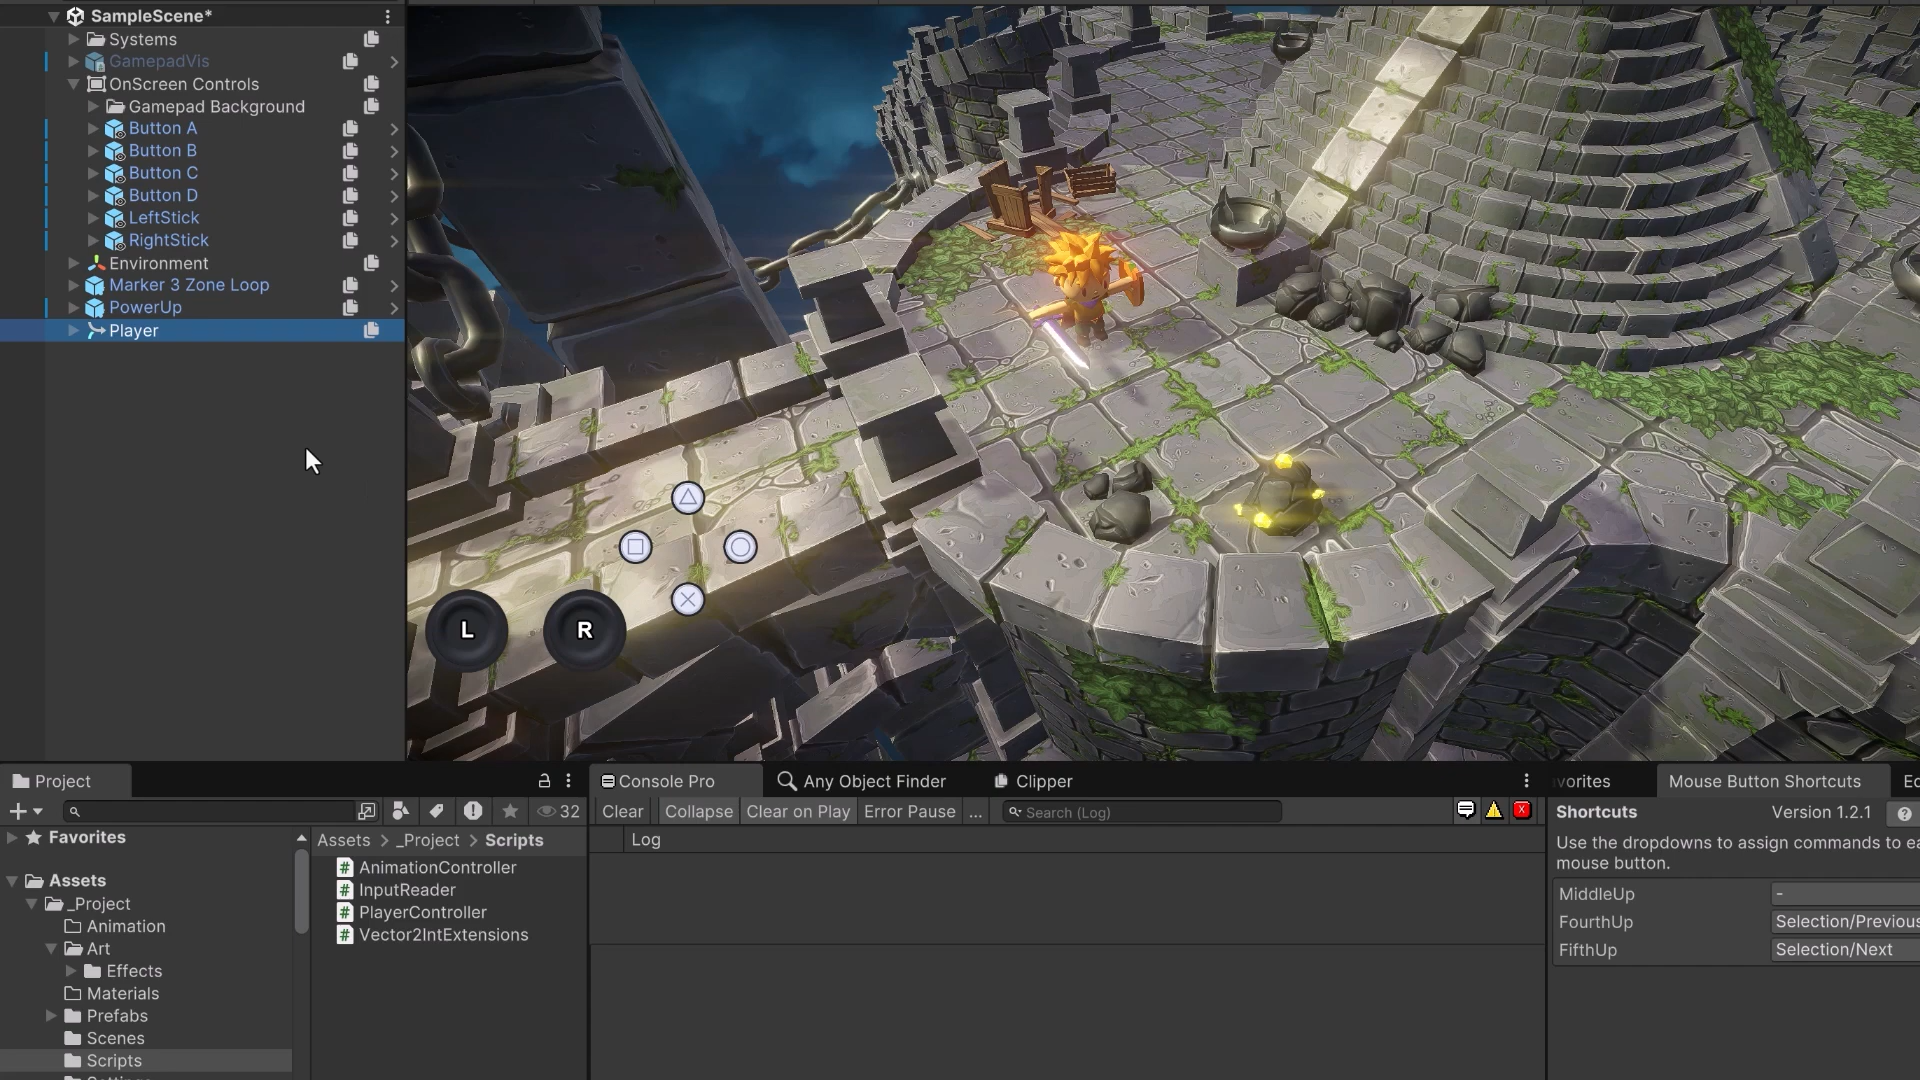 SampleScene*
Systems
GamepadVis
OnScreen Controls
Gamepad Background
Button A
Button B
Button C
Button D
LeftStick
RightStick
Environment
Marker 3 Zone Loop
PowerUp
Player
L R
Project
32
Favorites
Assets
_Project
Animation
Art
Effects
Materials
Prefabs
Scenes
Scripts
Assets > _Project > Scripts
AnimationController
InputReader
PlayerController
Vector2IntExtensions
Console Pro Any Object Finder Clipper
Clear Collapse Clear on Play Error Pause ... Search (Log)
Log
vorites Mouse Button Shortcuts
Shortcuts Version 1.2.1
Use the dropdowns to assign commands to
mouse button.
MiddleUp -
FourthUp Selection/Previous
FifthUp Selection/Next